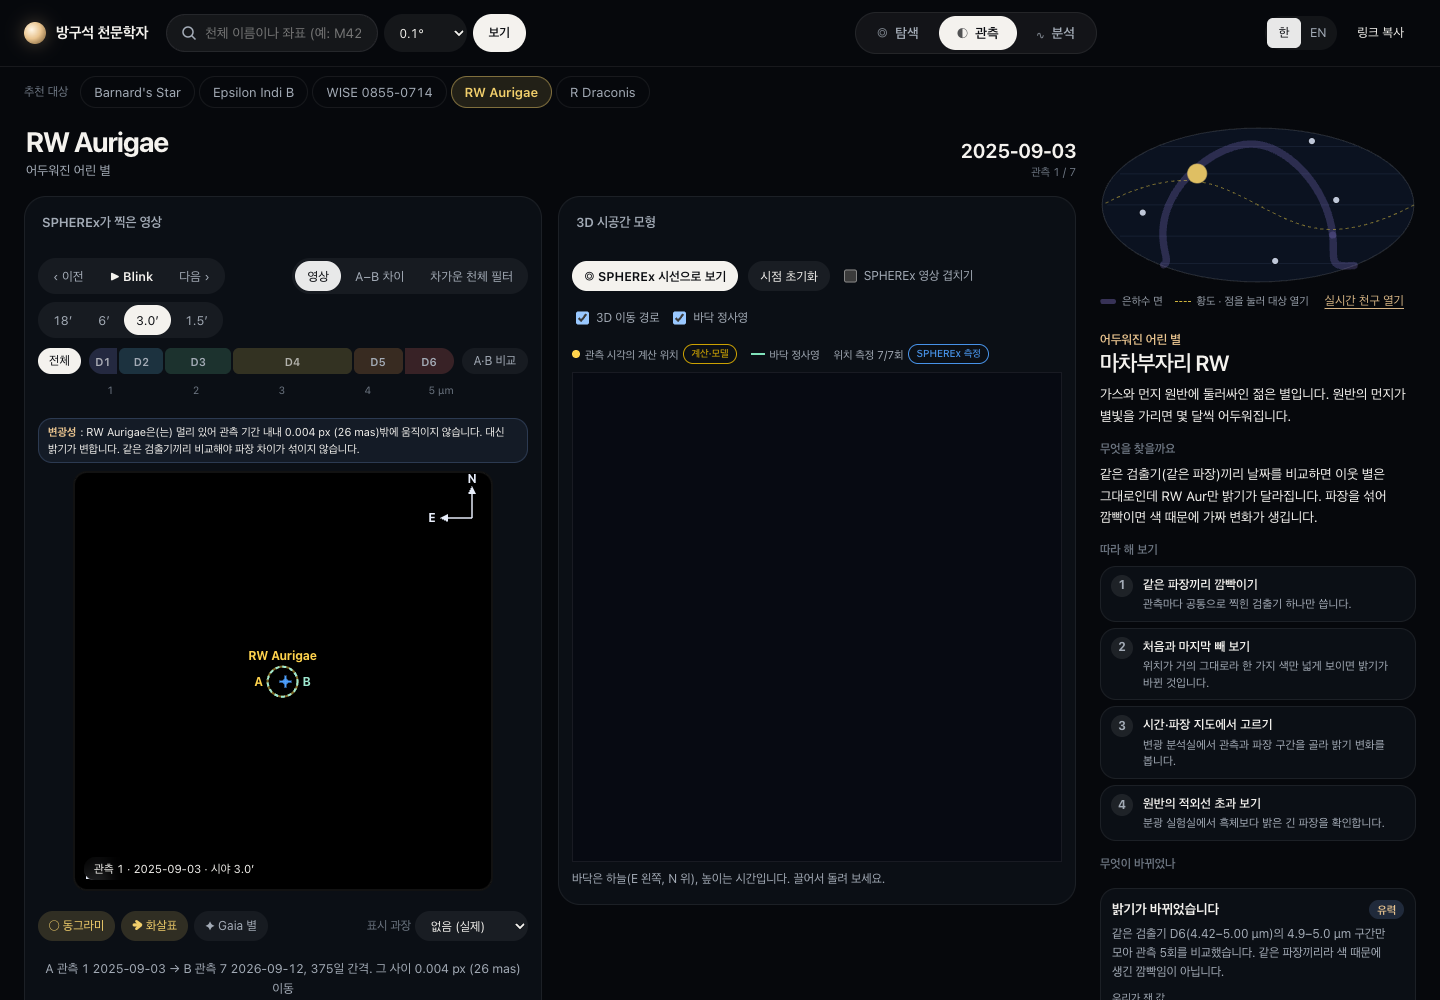 방구석 천문학자
천체 이름이나 좌표 (예: M42
0.1°
보기
탐색
관측
분석
한
EN
링크 복사
추천 대상
Barnard's Star
Epsilon Indi B
WISE 0855-0714
RW Aurigae
R Draconis
RW Aurigae
어두워진 어린 별
2025-09-03
관측 1 / 7
SPHEREx가 찍은 영상
‹ 이전
▶ Blink
다음 ›
영상
A−B 차이
차가운 천체 필터
18′
6′
3.0′
1.5′
전체
D1
D2
D3
D4
D5
D6
A·B 비교
1
2
3
4
5 µm
변광성 : RW Aurigae은(는) 멀리 있어 관측 기간 내내 0.004 px (26 mas)밖에 움직이지 않습니다. 대신
밝기가 변합니다. 같은 검출기끼리 비교해야 파장 차이가 섞이지 않습니다.
N
E
RW Aurigae
A
B
관측 1 · 2025-09-03 · 시야 3.0′
동그라미
화살표
Gaia 별
표시 과장
없음 (실제)
A 관측 1 2025-09-03 → B 관측 7 2026-09-12, 375일 간격. 그 사이 0.004 px (26 mas)
이동
3D 시공간 모형
◎ SPHEREx 시선으로 보기
시점 초기화
SPHEREx 영상 겹치기
3D 이동 경로
바닥 정사영
관측 시각의 계산 위치
계산·모델
바닥 정사영
위치 측정 7/7회
SPHEREx 측정
바닥은 하늘(E 왼쪽, N 위), 높이는 시간입니다. 끌어서 돌려 보세요.
은하수 면
황도 · 점을 눌러 대상 열기
실시간 천구 열기
어두워진 어린 별
마차부자리 RW
가스와 먼지 원반에 둘러싸인 젊은 별입니다. 원반의 먼지가
별빛을 가리면 몇 달씩 어두워집니다.
무엇을 찾을까요
같은 검출기(같은 파장)끼리 날짜를 비교하면 이웃 별은
그대로인데 RW Aur만 밝기가 달라집니다. 파장을 섞어
깜빡이면 색 때문에 가짜 변화가 생깁니다.
따라 해 보기
1
같은 파장끼리 깜빡이기
관측마다 공통으로 찍힌 검출기 하나만 씁니다.
2
처음과 마지막 빼 보기
위치가 거의 그대로라 한 가지 색만 넓게 보이면 밝기가
바뀐 것입니다.
3
시간·파장 지도에서 고르기
변광 분석실에서 관측과 파장 구간을 골라 밝기 변화를
봅니다.
4
원반의 적외선 초과 보기
분광 실험실에서 흑체보다 밝은 긴 파장을 확인합니다.
무엇이 바뀌었나
밝기가 바뀌었습니다
유력
같은 검출기 D6(4.42–5.00 µm)의 4.9–5.0 µm 구간만
모아 관측 5회를 비교했습니다. 같은 파장끼리라 색 때문에
생긴 깜빡임이 아닙니다.
우리가 잰 값